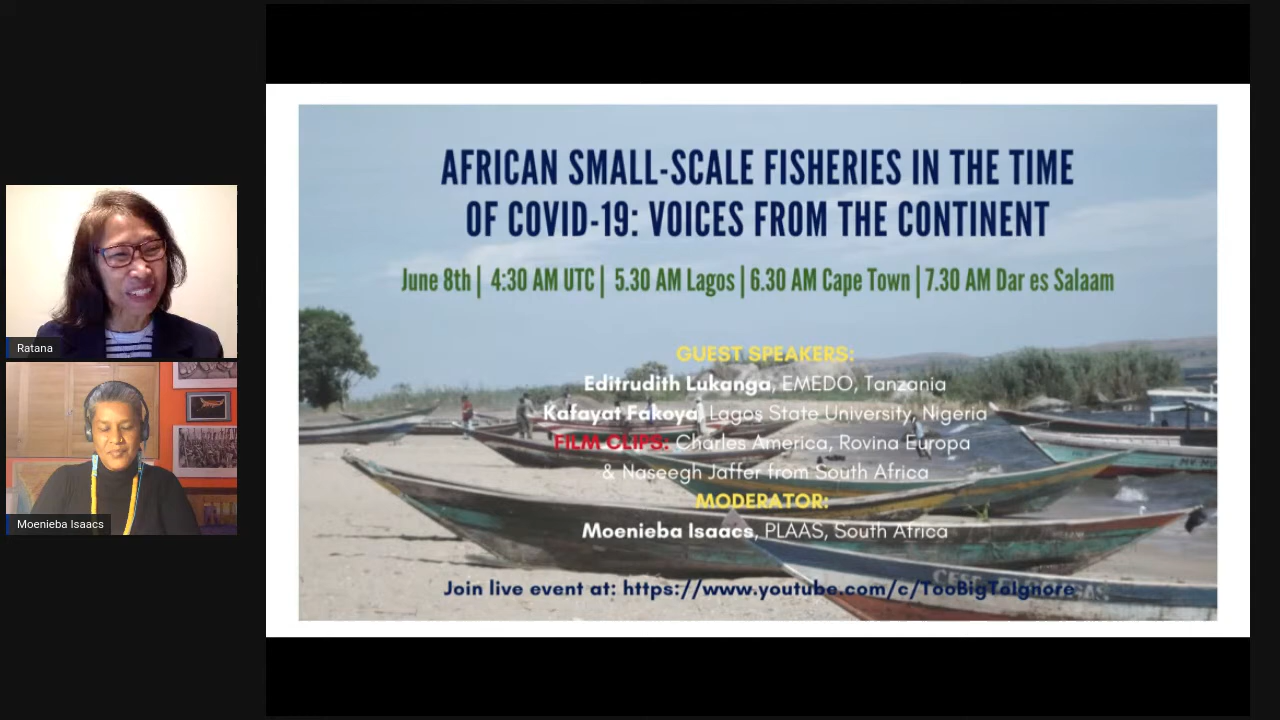 AFRICAN SMALL-SCALE FISHERIES IN THE TIME
OF COVID-19: VOICES FROM THE CONTINENT
June 8th | 4:30 AM UTC | 5.30 AM Lagos | 6.30 AM Cape Town | 7.30 AM Dar es Salaam
GUEST SPEAKERS:
Editrudith Lukanga, EMEDO, Tanzania
Kafayat Fakoya, Lagos State University, Nigeria
FILM CLIPS: Charles America, Rovina Europa
& Naseegh Jaffer from South Africa
MODERATOR:
Moenieba Isaacs, PLAAS, South Africa
Join live event at: https://www.youtube.com/c/TooBigToIgnore
Ratana
Moenieba Isaacs